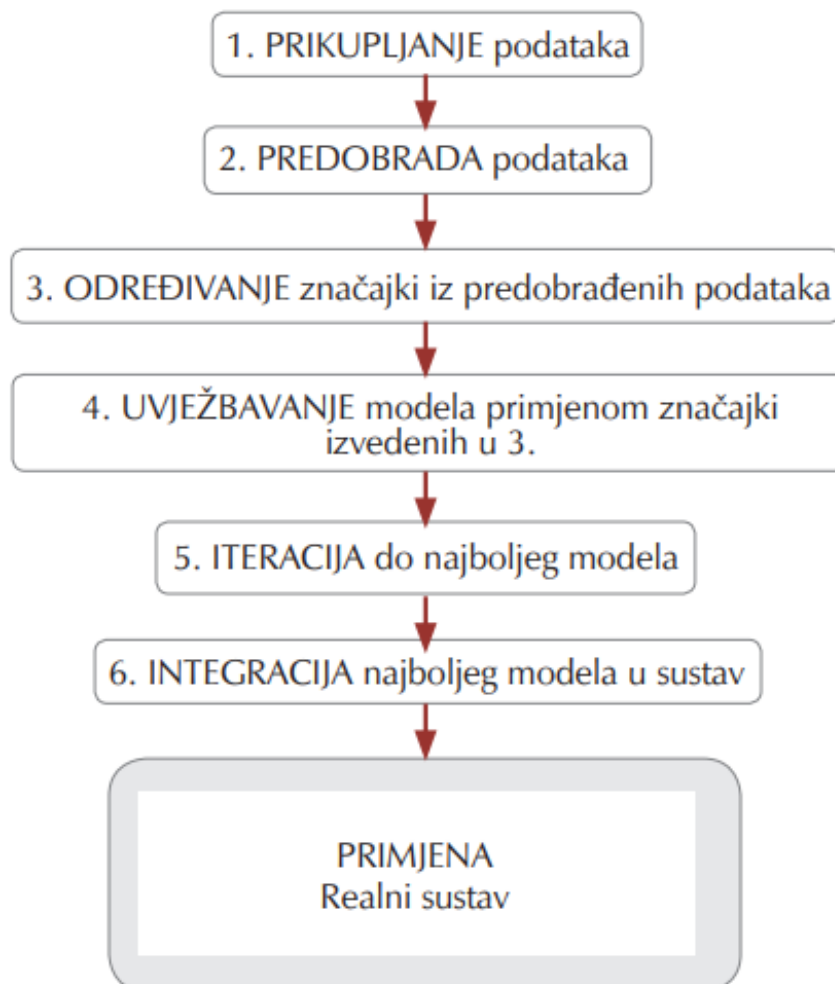 1. PRIKUPLJANJE podataka
2. PREDOBRADA podataka
3. ODREĐIVANJE značajki iz predobrađenih podataka
4. UVJEŽBAVANJE modela primjenom značajki
izvedenih u 3.
5. ITERACIJA do najboljeg modela
6. INTEGRACIJA najboljeg modela u sustav
PRIMJENA
Realni sustav